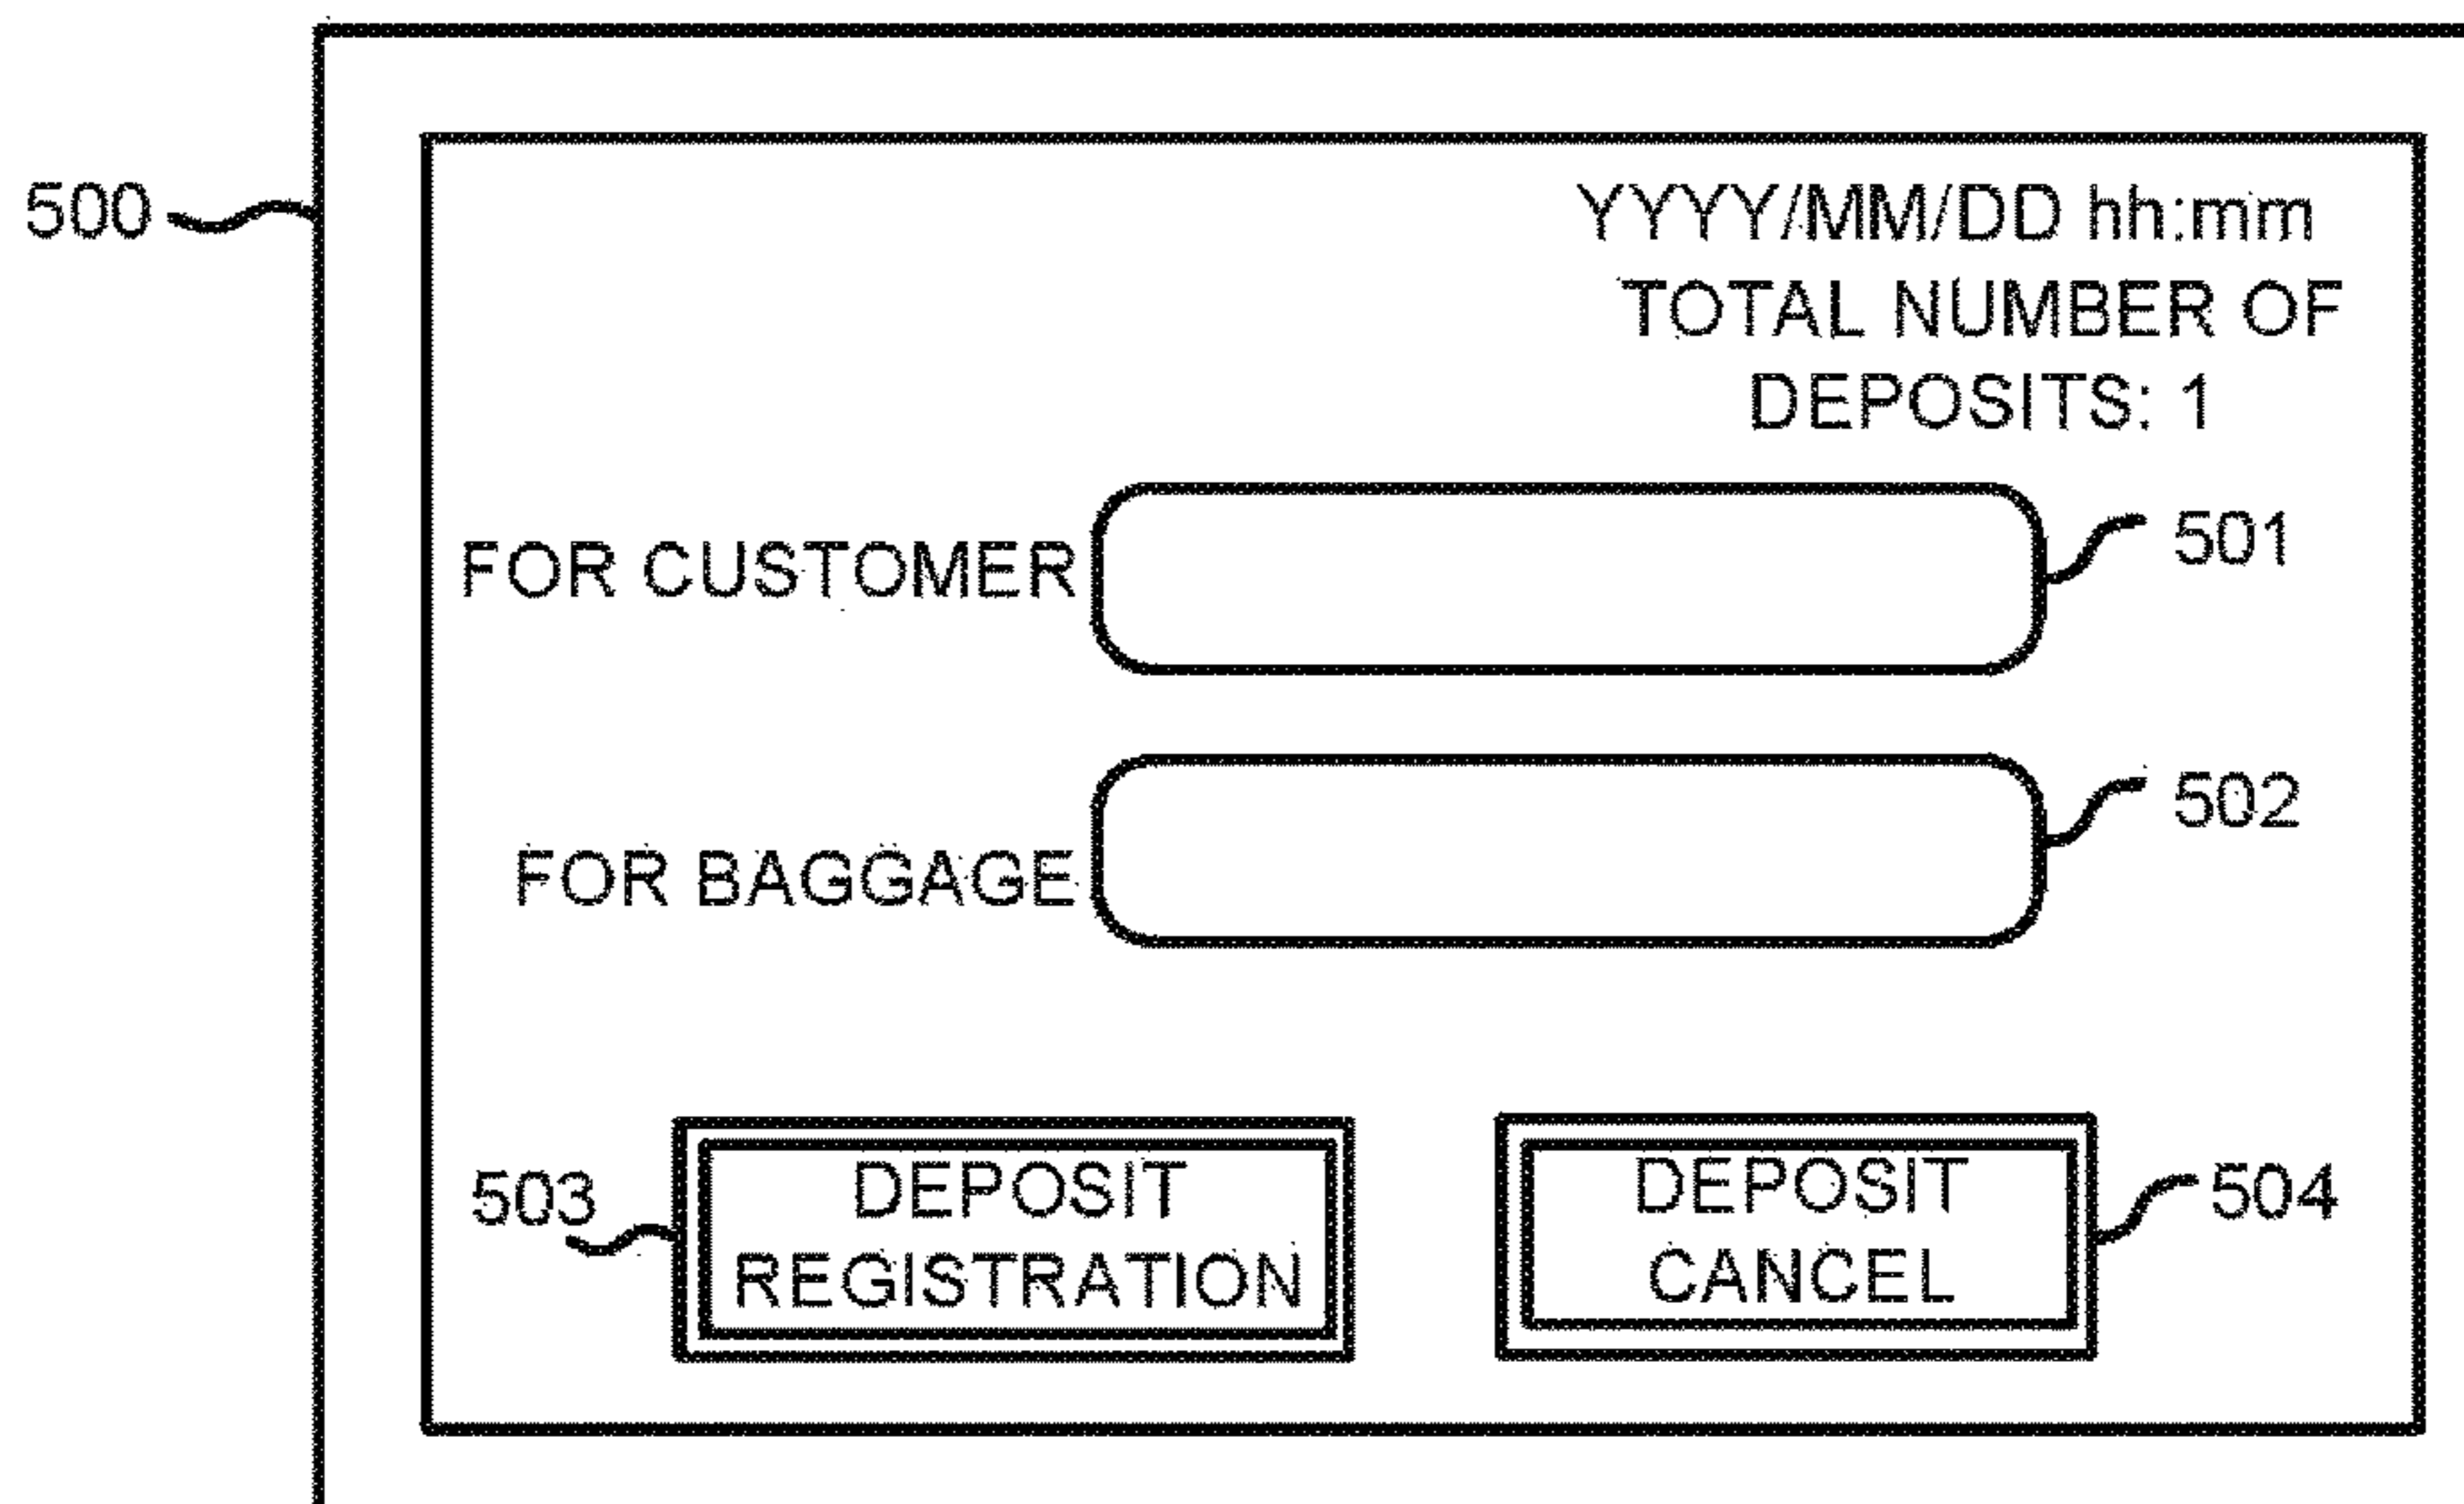 500
YYYY/MM/DD hh:mm
TOTAL NUMBER OF
DEPOSITS: 1
FOR CUSTOMER
501
FOR BAGGAGE
502
503
DEPOSIT
REGISTRATION
DEPOSIT
CANCEL
504